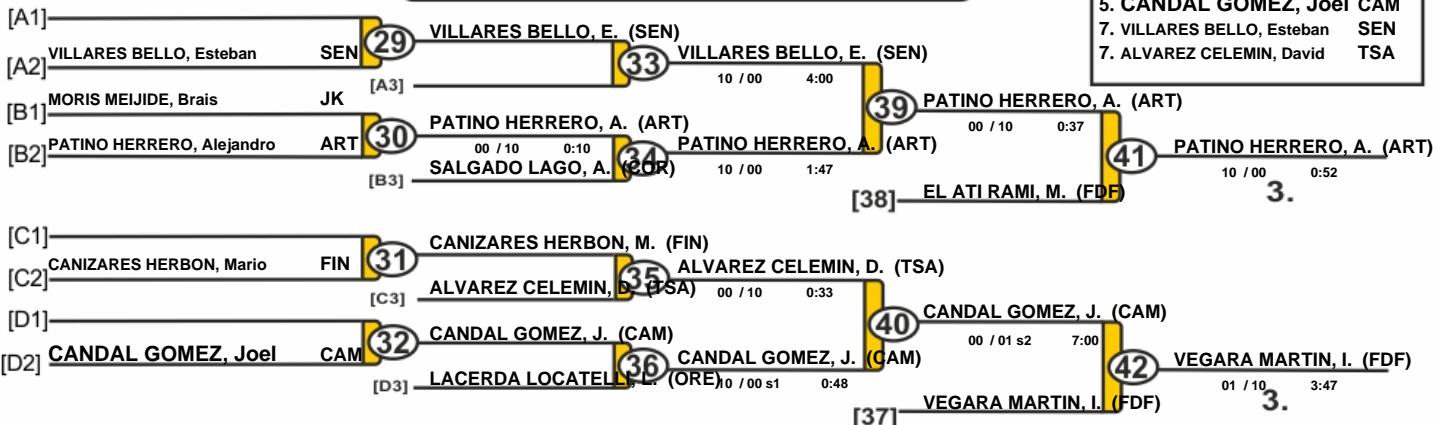 5. CANDAL GOMEZ, Joel CAM
7. VILLARES BELLO, Esteban SEN
7. ALVAREZ CELEMIN, David TSA
[A1]
[A2] VILLARES BELLO, Esteban SEN
29
VILLARES BELLO, E. (SEN)
[A3]
33
VILLARES BELLO, E. (SEN)
10 / 00 4:00
[B1] MORIS MEIJIDE, Brais JK
[B2] PATINO HERRERO, Alejandro ART
30
PATINO HERRERO, A. (ART)
00 / 10 0:10
[B3] SALGADO LAGO, A. (COR)
34
PATINO HERRERO, A. (ART)
10 / 00 1:47
39
PATINO HERRERO, A. (ART)
00 / 10 0:37
[38] EL ATI RAMI, M. (FDF)
41
PATINO HERRERO, A. (ART)
10 / 00 0:52
3.
[C1]
[C2] CANIZARES HERBON, Mario FIN
31
CANIZARES HERBON, M. (FIN)
[C3] ALVAREZ CELEMIN, D. (TSA)
35
ALVAREZ CELEMIN, D. (TSA)
00 / 10 0:33
[D1]
[D2] CANDAL GOMEZ, Joel CAM
32
CANDAL GOMEZ, J. (CAM)
[D3] LACERDA LOCATELLI, L. (ORE)
36
CANDAL GOMEZ, J. (CAM)
10 / 00 s1 0:48
40
CANDAL GOMEZ, J. (CAM)
00 / 01 s2 7:00
[37] VEGARA MARTIN, I. (FDF)
42
VEGARA MARTIN, I. (FDF)
01 / 10 3:47
3.